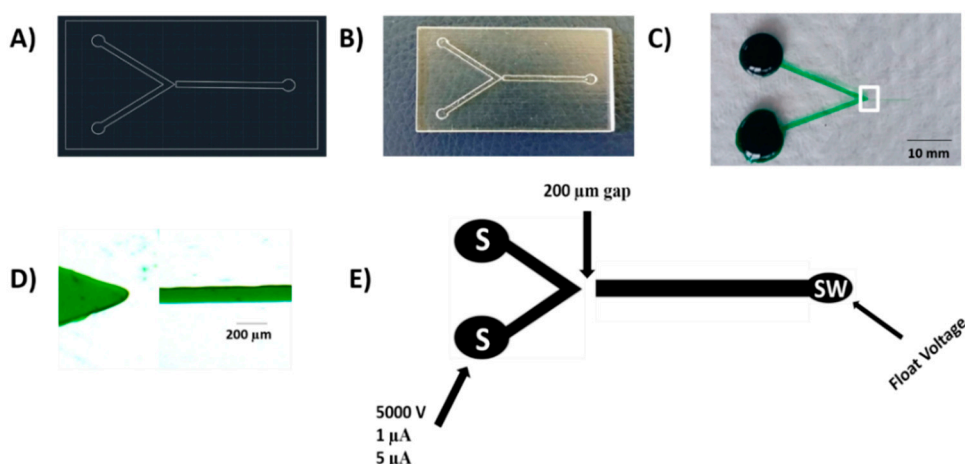 A)
B)
C)
10 mm
D)
200 µm
E)
200 µm gap
S
S
SW
Float Voltage
5000 V
1 µA
5 µA